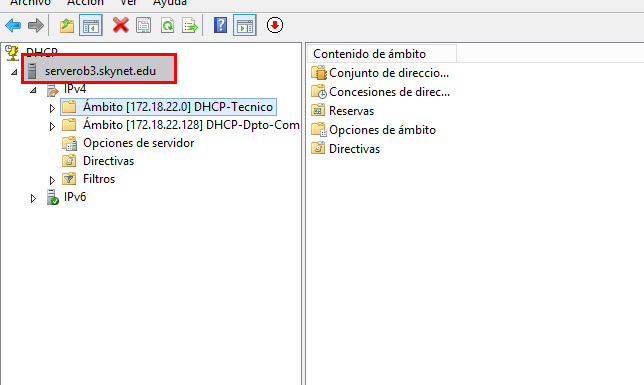 Archivo Acción Ver Ayuda
DHCP
serverob3.skynet.edu
IPv4
Ámbito [172.18.22.0] DHCP-Tecnico
Ámbito [172.18.22.128] DHCP-Dpto-Com
Opciones de servidor
Directivas
Filtros
IPv6
Contenido de ámbito
Conjunto de direccio...
Concesiones de direc...
Reservas
Opciones de ámbito
Directivas